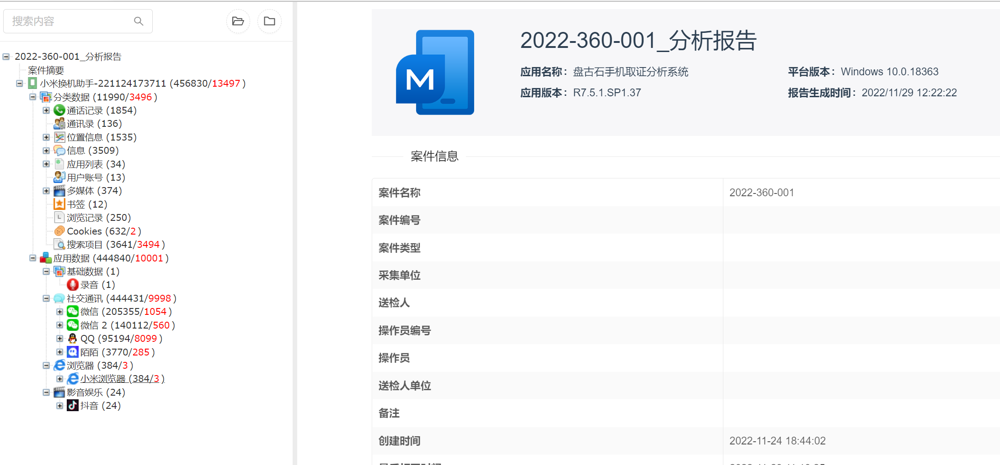 搜索内容
2022-360-001_分析报告
案件摘要
小米换机助手-221124173711 (456830/13497)
分类数据 (11990/3496)
通话记录 (1854)
通讯录 (136)
位置信息 (1535)
信息 (3509)
应用列表 (34)
用户账号 (13)
多媒体 (374)
书签 (12)
浏览记录 (250)
Cookies (632/2)
搜索项目 (3641/3494)
应用数据 (444840/10001)
基础数据 (1)
录音 (1)
社交通讯 (444431/9998)
微信 (205355/1054)
微信 2 (140112/560)
QQ (95194/8099)
陌陌 (3770/285)
浏览器 (384/3)
小米浏览器 (384/3)
影音娱乐 (24)
抖音 (24)
M
2022-360-001_分析报告
应用名称： 盘古石手机取证分析系统
平台版本： Windows 10.0.18363
应用版本： R7.5.1.SP1.37
报告生成时间： 2022/11/29 12:22:22
案件信息
案件名称 2022-360-001
案件编号
案件类型
采集单位
送检人
操作员编号
操作员
送检人单位
备注
创建时间 2022-11-24 18:44:02